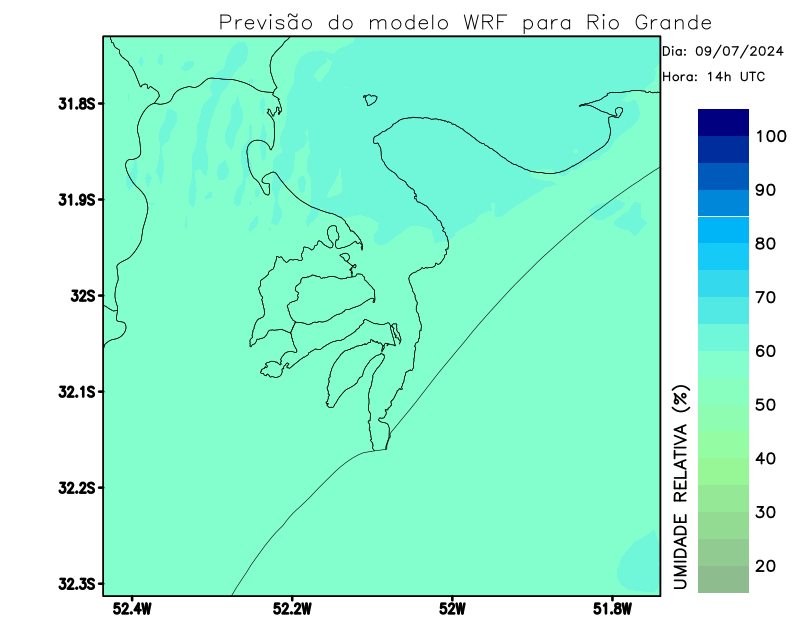 Previsão do modelo WRF para Rio Grande
Dia: 09/07/2024
Hora: 14h UTC
31.8S
31.9S
32S
32.1S
32.2S
32.3S
52.4W 52.2W 52W 51.8W
UMIDADE RELATIVA (%)
100
90
80
70
60
50
40
30
20